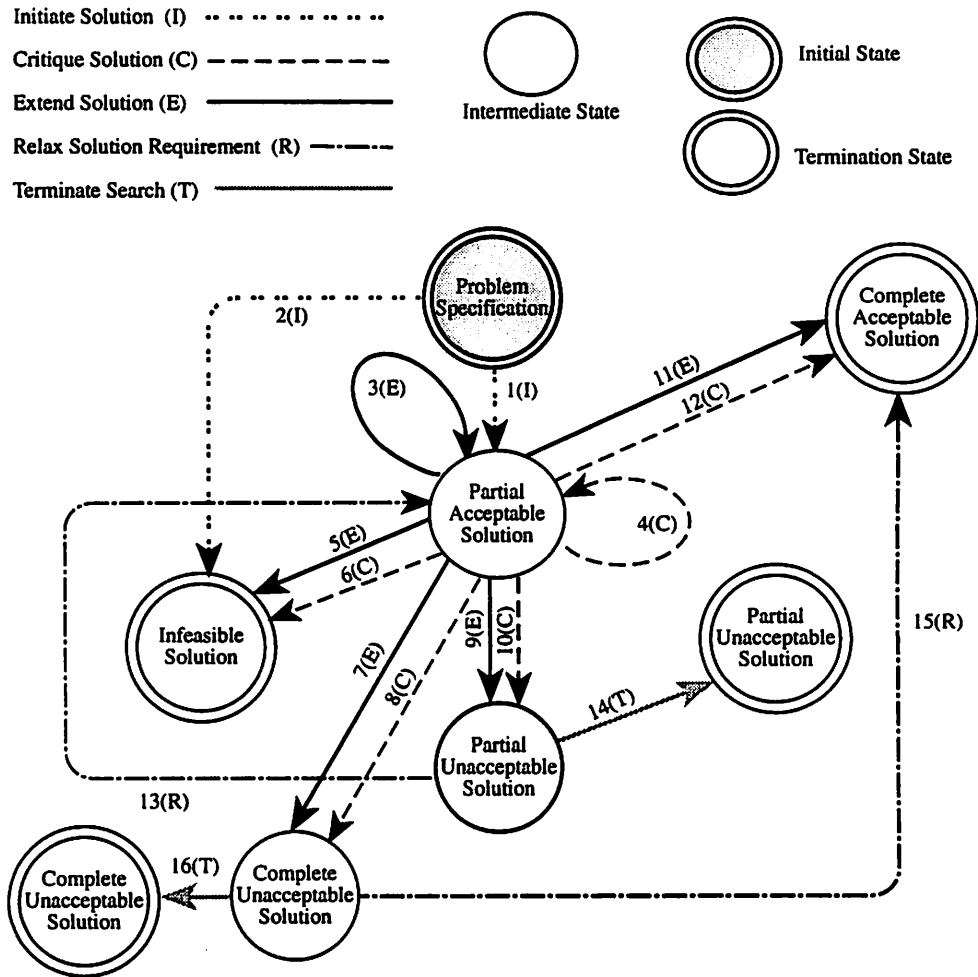 Initiate Solution (I)
Critique Solution (C)
Extend Solution (E)
Relax Solution Requirement (R)
Terminate Search (T)
Intermediate State
Initial State
Termination State
Problem
Specification
Complete
Acceptable
Solution
2(I)
3(E)
1(I)
11(E)
12(C)
Partial
Acceptable
Solution
4(C)
5(E)
6(C)
Infeasible
Solution
7(E)
8(C)
9(E)
10(C)
Partial
Unacceptable
Solution
15(R)
14(T)
Partial
Unacceptable
Solution
13(R)
16(T)
Complete
Unacceptable
Solution
Complete
Unacceptable
Solution